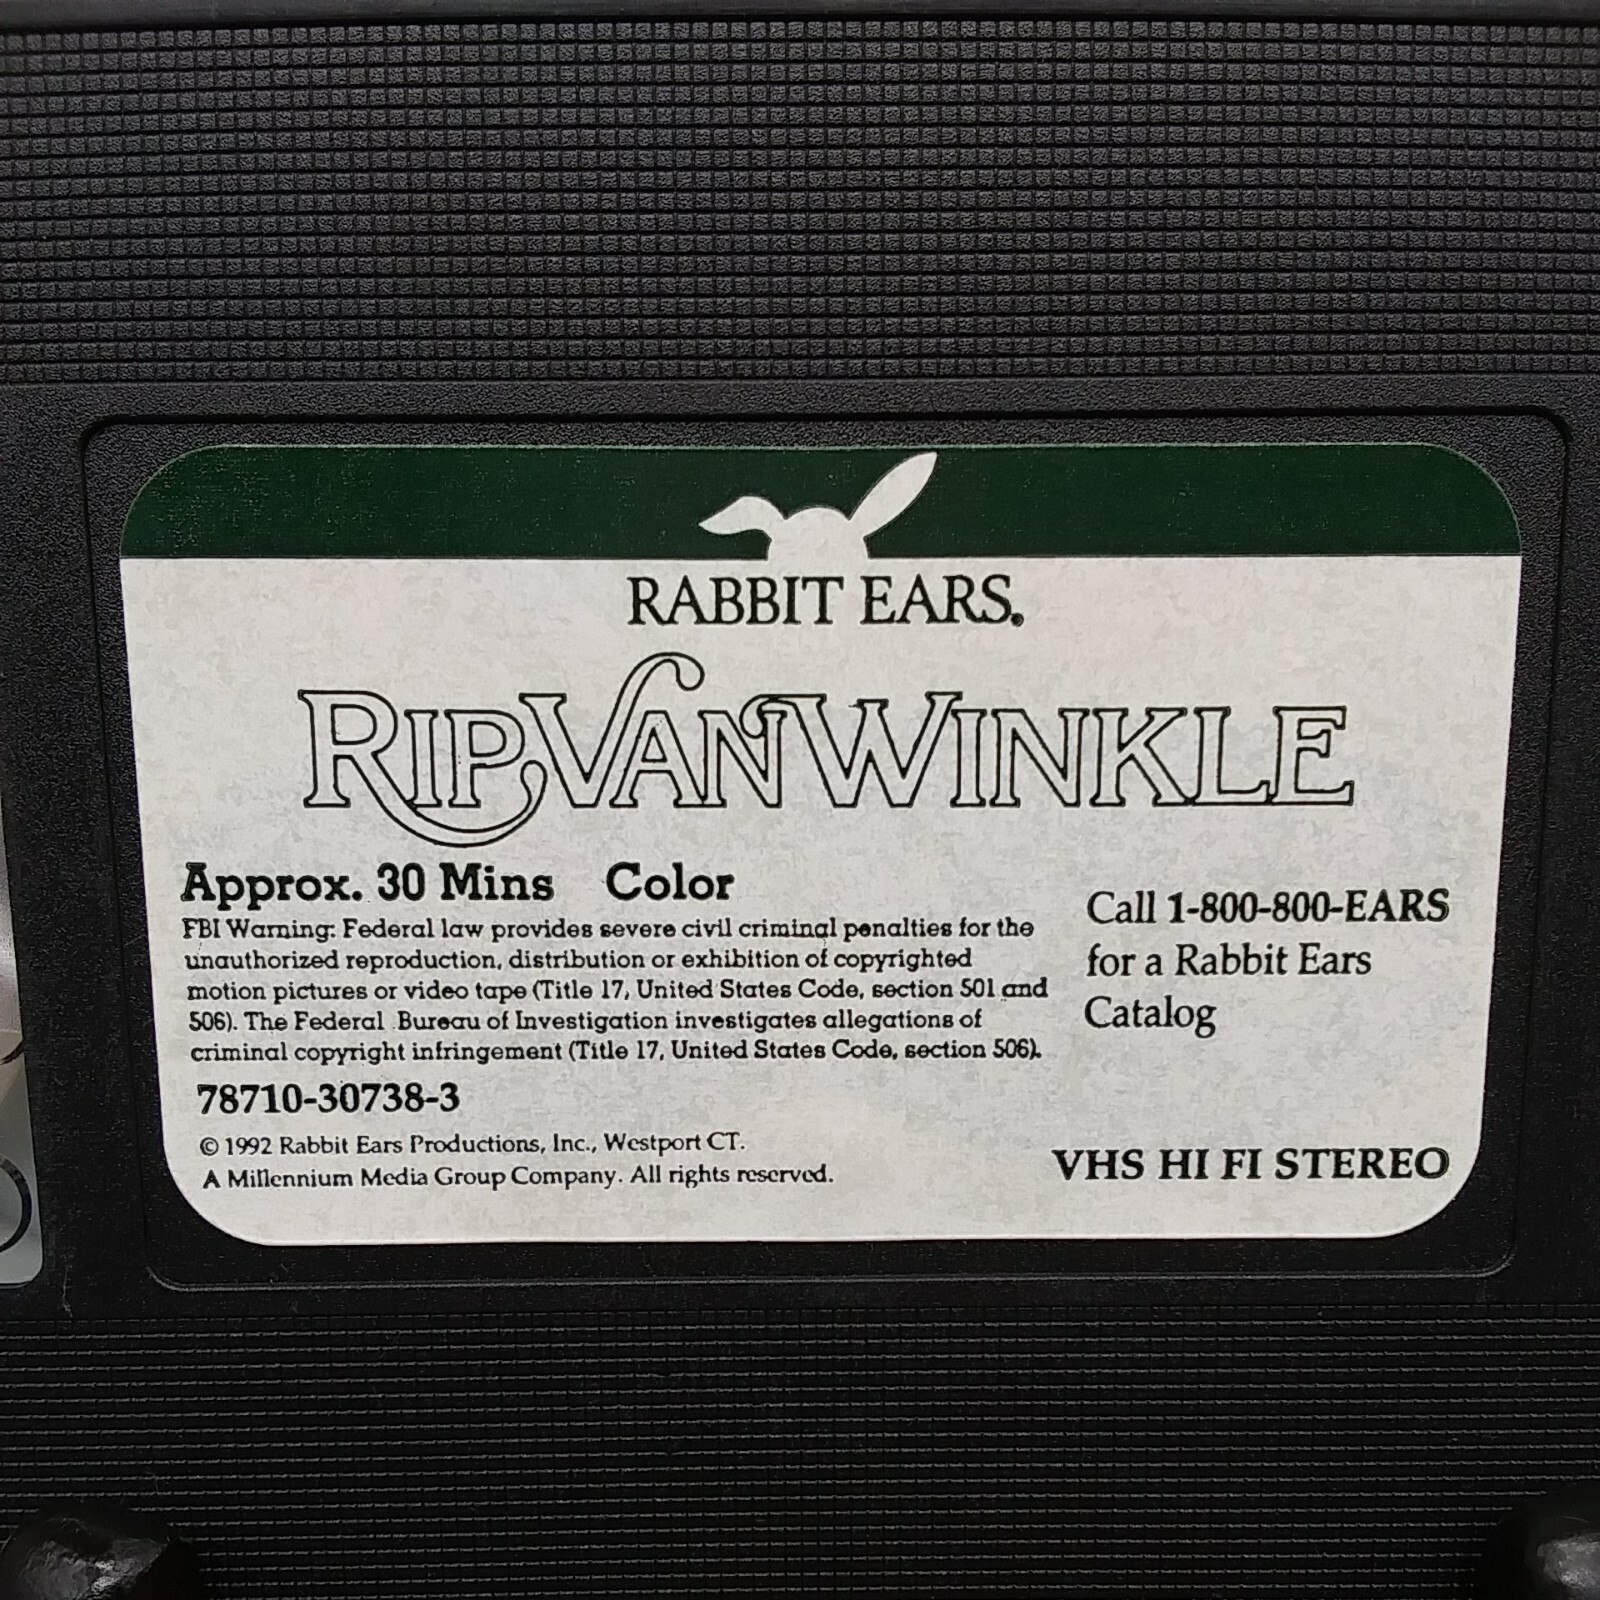 RABBIT EARS®
RIP VAN WINKLE
Approx. 30 Mins Color
FBI Warning: Federal law provides severe civil criminal penalties for the
unauthorized reproduction, distribution or exhibition of copyrighted
motion pictures or video tape (Title 17, United States Code, section 501 and
506). The Federal Bureau of Investigation investigates allegations of
criminal copyright infringement (Title 17, United States Code, section 506).
78710-30738-3
© 1992 Rabbit Ears Productions, Inc., Westport CT.
A Millennium Media Group Company. All rights reserved.
Call 1-800-800-EARS
for a Rabbit Ears
Catalog
VHS HI FI STEREO